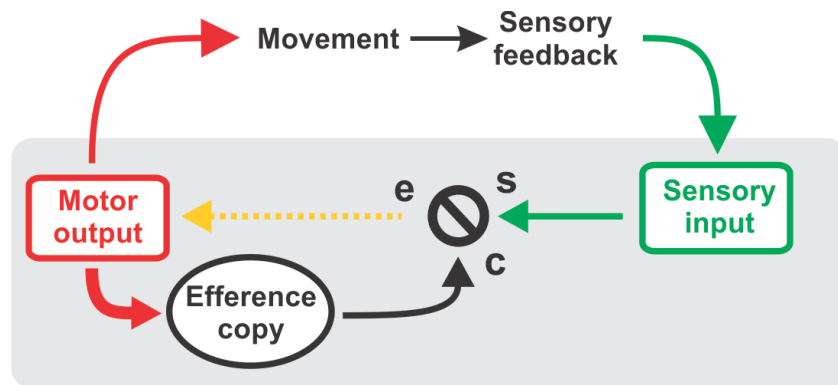 Movement
Sensory
feedback
Motor
output
e
s
Sensory
input
c
Efference
copy